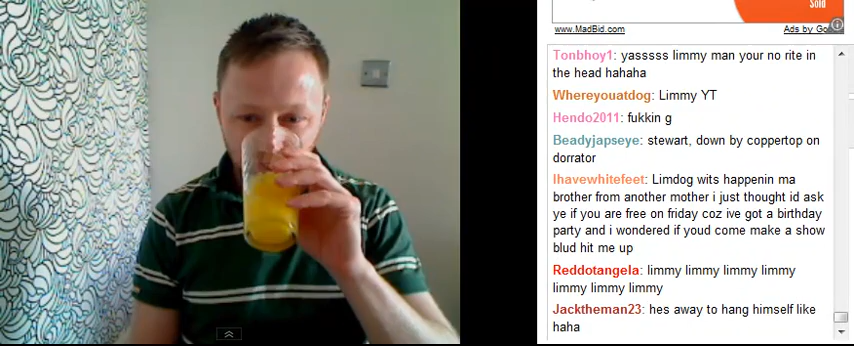 Sold
www.MadBid.com Ads by Go
Tonbhoy1: yasssss limmy man your no rite in
the head hahaha
Whereyouatdog: Limmy YT
Hendo2011: fukkin g
Beadyjapseye: stewart, down by coppertop on
dorrator
Ihavewhitefeet: Limdog wits happenin ma
brother from another mother i just thought id ask
ye if you are free on friday coz ive got a birthday
party and i wondered if youd come make a show
blud hit me up
Reddotangela: limmy limmy limmy limmy
limmy limmy limmy
Jacktheman23: hes away to hang himself like
haha